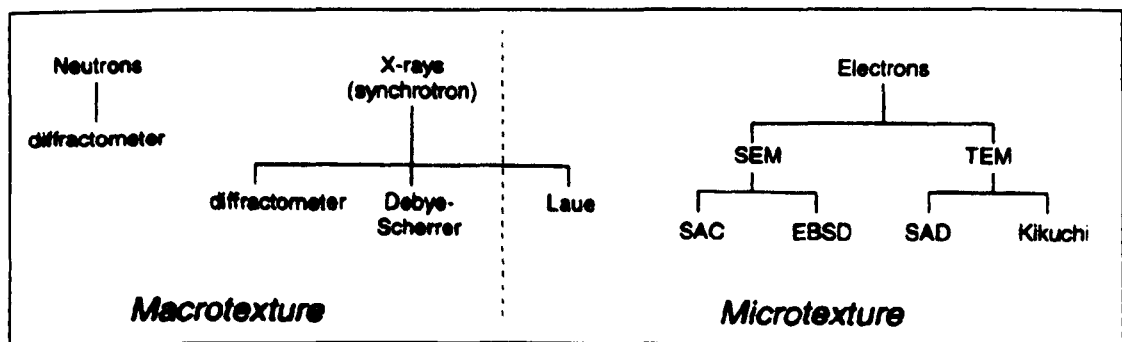 Neutrons
diffractometer
X-rays
(synchrotron)
diffractometer
Debye-
Scherrer
Laue
Electrons
SEM
TEM
SAC
EBSD
SAD
Kikuchi
Macrotexture
Microtexture